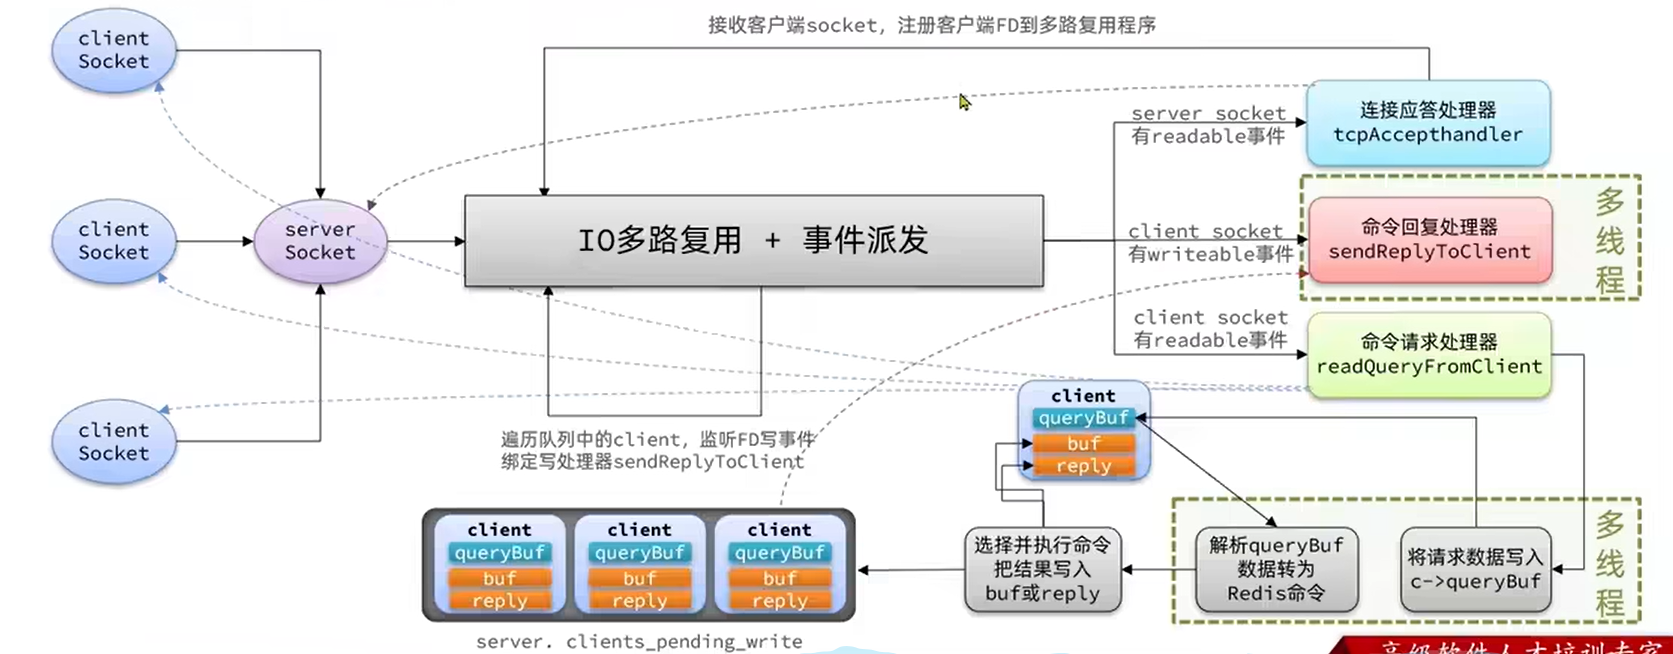 接收客户端socket，注册客户端FD到多路复用程序
client
Socket
client
Socket
client
Socket
server
Socket
IO多路复用 + 事件派发
server socket
有readable事件
连接应答处理器
tcpAccepthandler
client socket
有writeable事件
命令回复处理器
sendReplyToClient
多
线
程
client socket
有readable事件
命令请求处理器
readQueryFromClient
遍历队列中的client，监听FD写事件
绑定写处理器sendReplyToClient
client
queryBuf
buf
reply
client
queryBuf
buf
reply
client
queryBuf
buf
reply
client
queryBuf
buf
reply
server. clients_pending_write
选择并执行命令
把结果写入
buf或reply
解析queryBuf
数据转为
Redis命令
将请求数据写入
c->queryBuf
多
线
程
高级软件人才培训专家